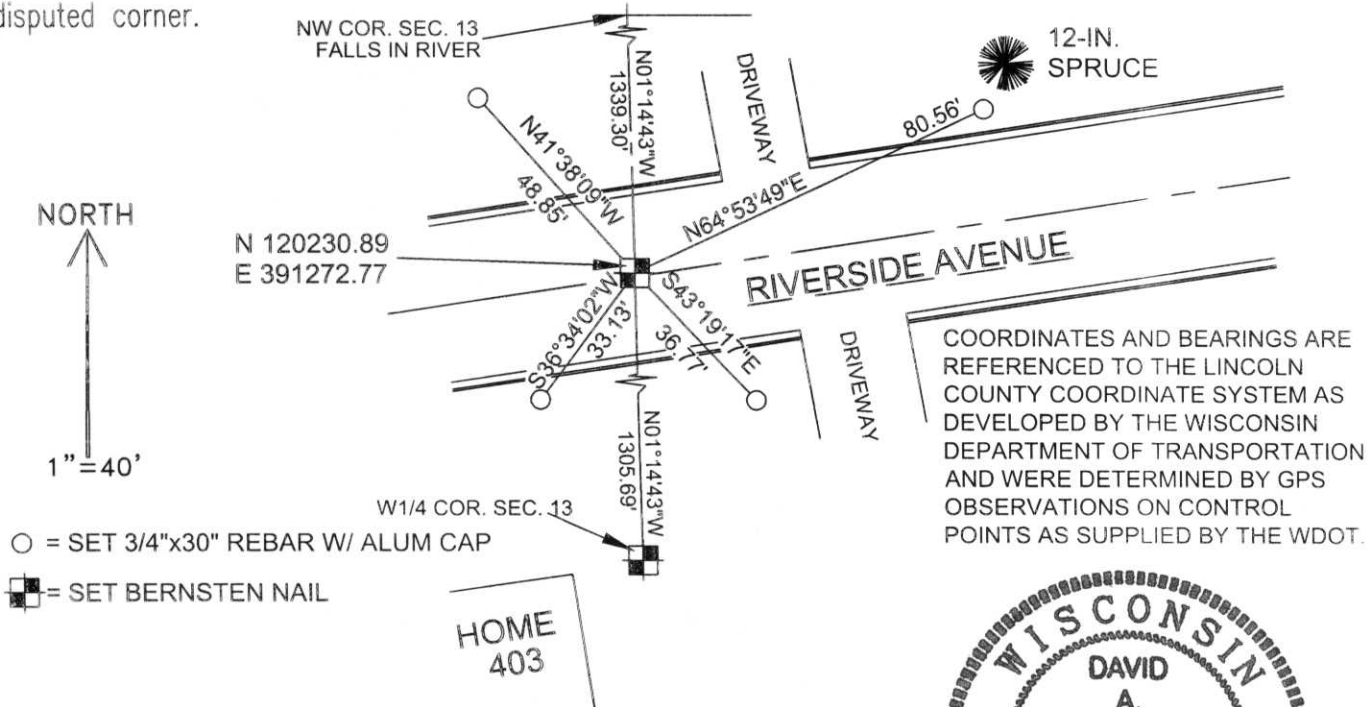 disputed corner.
NW COR. SEC. 13
FALLS IN RIVER
N01°14'43"W
1339.30'
DRIVEWAY
12-IN.
SPRUCE
80.56'
N41°38'09"W
48.85'
N64°53'49"E
NORTH
N 120230.89
E 391272.77
RIVERSIDE AVENUE
S36°34'02"W
33.13'
S43°19'17"E
36.77'
DRIVEWAY
COORDINATES AND BEARINGS ARE
REFERENCED TO THE LINCOLN
COUNTY COORDINATE SYSTEM AS
DEVELOPED BY THE WISCONSIN
DEPARTMENT OF TRANSPORTATION
AND WERE DETERMINED BY GPS
OBSERVATIONS ON CONTROL
POINTS AS SUPPLIED BY THE WDOT.
1"=40'
N01°14'43"W
1305.69'
W1/4 COR. SEC. 13
= SET 3/4"x30" REBAR W/ ALUM CAP
= SET BERNSTEN NAIL
HOME
403
WISCONSIN
DAVID
A.